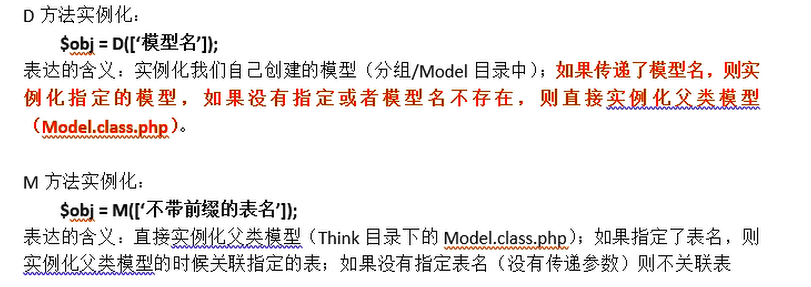 D 方法实例化：
$obj = D([‘模型名’]);
表达的含义：实例化我们自己创建的模型（分组/Model 目录中）；如果传递了模型名，则实
例化指定的模型，如果没有指定或者模型名不存在，则直接实例化父类模型
（Model.class.php）。
M 方法实例化：
$obj = M([‘不带前缀的表名’]);
表达的含义：直接实例化父类模型（Think 目录下的 Model.class.php）；如果指定了表名，则
实例化父类模型的时候关联指定的表；如果没有指定表名（没有传递参数）则不关联表